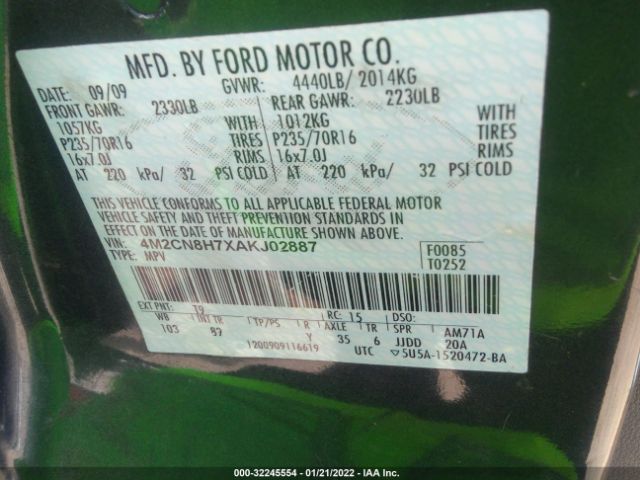 MFD. BY FORD MOTOR CO.
DATE: 09/09 GVWR: 4440LB/ 2014KG
FRONT GAWR: 2330LB REAR GAWR: 2230LB
1057KG WITH 1012KG WITH
P235/70R16 TIRES P235/70R16 TIRES
16x7.0J RIMS 16x7.0J RIMS
AT 220 kPa/ 32 PSI COLD AT 220 kPa/ 32 PSI COLD
THIS VEHICLE CONFORMS TO ALL APPLICABLE FEDERAL MOTOR
VEHICLE SAFETY AND THEFT PREVENTION STANDARDS IN
EFFECT ON THE DATE OF MANUFACTURE SHOWN ABOVE.
VIN: 4M2CN8H7XAKJ02887 F0085
TYPE: MPV T0252
EXT PNT: T9 RC: 15 DSO:
WB INT TR TP/PS R AXLE TR SPR AM71A
103 87 Y 35 6 JJDD 20A
1200909116619 UTC ▽5U5A-1520472-BA
000-32245554 - 01/21/2022 - IAA Inc.